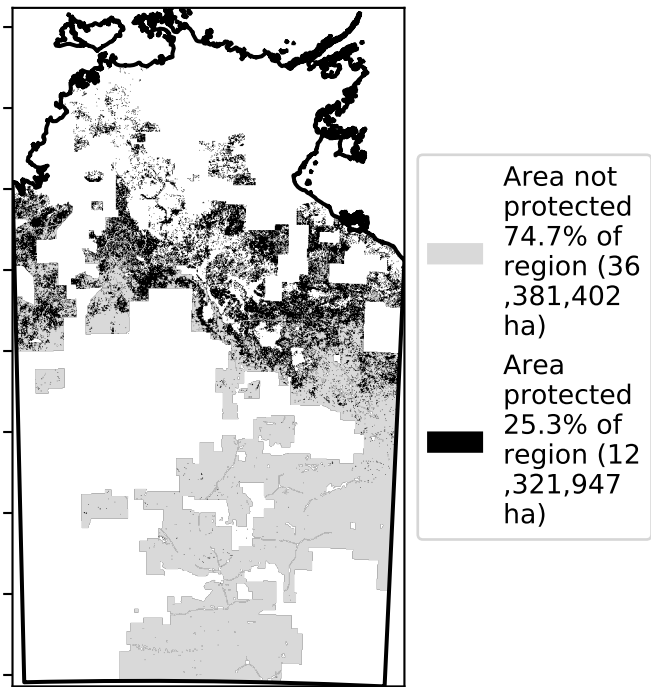 Area not
protected
74.7% of
region (36
,381,402
ha)
Area
protected
25.3% of
region (12
,321,947
ha)